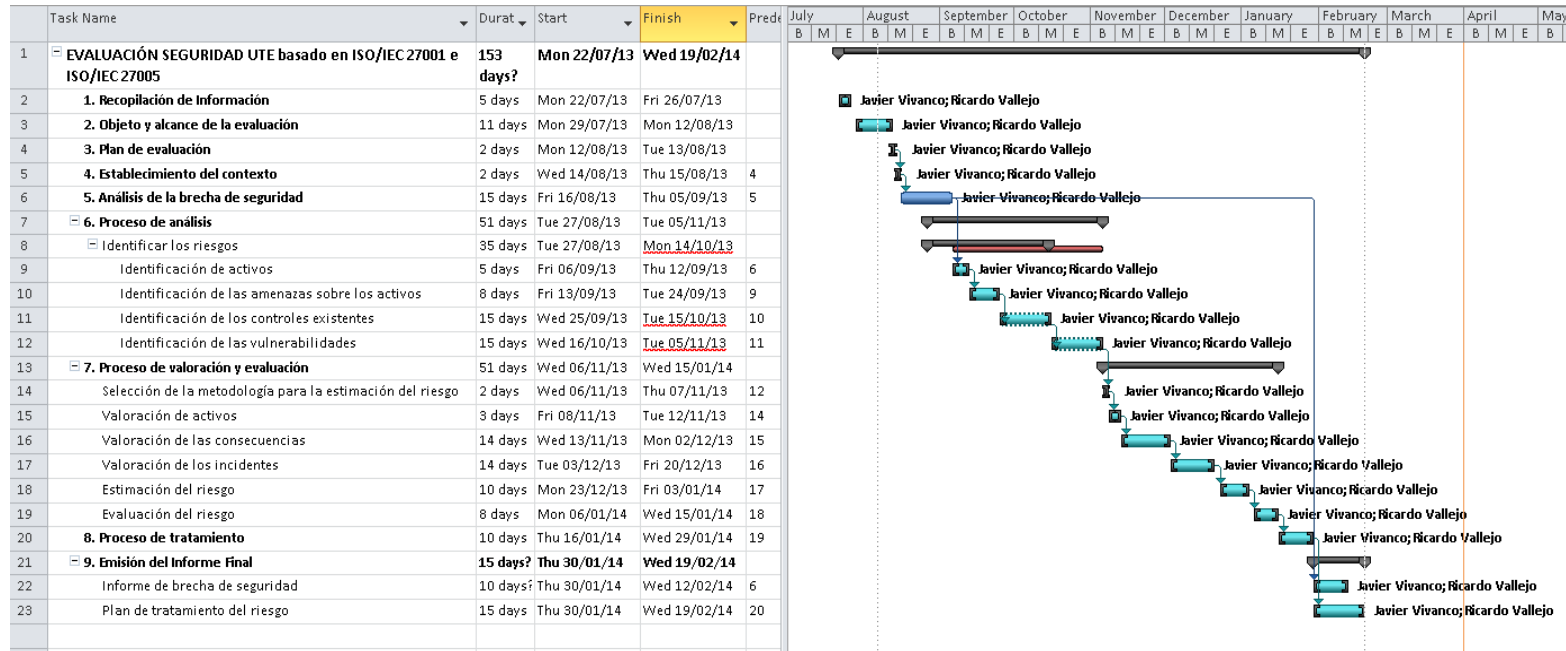 Task Name Durat Start Finish Prede July August September October November December January February March April May
B M E B M E B M E B M E B M E B M E B M E B M E B M E B M E B
1 EVALUACIÓN SEGURIDAD UTE basado en ISO/IEC 27001 e 153 Mon 22/07/13 Wed 19/02/14
ISO/IEC 27005 days?
2 1. Recopilación de Información 5 days Mon 22/07/13 Fri 26/07/13 Javier Vivanco; Ricardo Vallejo
3 2. Objeto y alcance de la evaluación 11 days Mon 29/07/13 Mon 12/08/13 Javier Vivanco; Ricardo Vallejo
4 3. Plan de evaluación 2 days Mon 12/08/13 Tue 13/08/13 Javier Vivanco; Ricardo Vallejo
5 4. Establecimiento del contexto 2 days Wed 14/08/13 Thu 15/08/13 4 Javier Vivanco; Ricardo Vallejo
6 5. Análisis de la brecha de seguridad 15 days Fri 16/08/13 Thu 05/09/13 5 Javier Vivanco; Ricardo Vallejo
7 6. Proceso de análisis 51 days Tue 27/08/13 Tue 05/11/13
8 Identificar los riesgos 35 days Tue 27/08/13 Mon 14/10/13
9 Identificación de activos 5 days Fri 06/09/13 Thu 12/09/13 6 Javier Vivanco; Ricardo Vallejo
10 Identificación de las amenazas sobre los activos 8 days Fri 13/09/13 Tue 24/09/13 9 Javier Vivanco; Ricardo Vallejo
11 Identificación de los controles existentes 15 days Wed 25/09/13 Tue 15/10/13 10 Javier Vivanco; Ricardo Vallejo
12 Identificación de las vulnerabilidades 15 days Wed 16/10/13 Tue 05/11/13 11 Javier Vivanco; Ricardo Vallejo
13 7. Proceso de valoración y evaluación 51 days Wed 06/11/13 Wed 15/01/14
14 Selección de la metodología para la estimación del riesgo 2 days Wed 06/11/13 Thu 07/11/13 12 Javier Vivanco; Ricardo Vallejo
15 Valoración de activos 3 days Fri 08/11/13 Tue 12/11/13 14 Javier Vivanco; Ricardo Vallejo
16 Valoración de las consecuencias 14 days Wed 13/11/13 Mon 02/12/13 15 Javier Vivanco; Ricardo Vallejo
17 Valoración de los incidentes 14 days Tue 03/12/13 Fri 20/12/13 16 Javier Vivanco; Ricardo Vallejo
18 Estimación del riesgo 10 days Mon 23/12/13 Fri 03/01/14 17 Javier Vivanco; Ricardo Vallejo
19 Evaluación del riesgo 8 days Mon 06/01/14 Wed 15/01/14 18 Javier Vivanco; Ricardo Vallejo
20 8. Proceso de tratamiento 10 days Thu 16/01/14 Wed 29/01/14 19 Javier Vivanco; Ricardo Vallejo
21 9. Emisión del Informe Final 15 days? Thu 30/01/14 Wed 19/02/14
22 Informe de brecha de seguridad 10 days? Thu 30/01/14 Wed 12/02/14 6 Javier Vivanco; Ricardo Vallejo
23 Plan de tratamiento del riesgo 15 days Thu 30/01/14 Wed 19/02/14 20 Javier Vivanco; Ricardo Vallejo